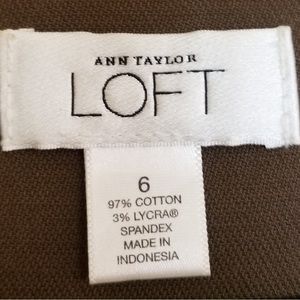 ANN TAYLOR
LOFT
6
97% COTTON
3% LYCRA®
SPANDEX
MADE IN
INDONESIA